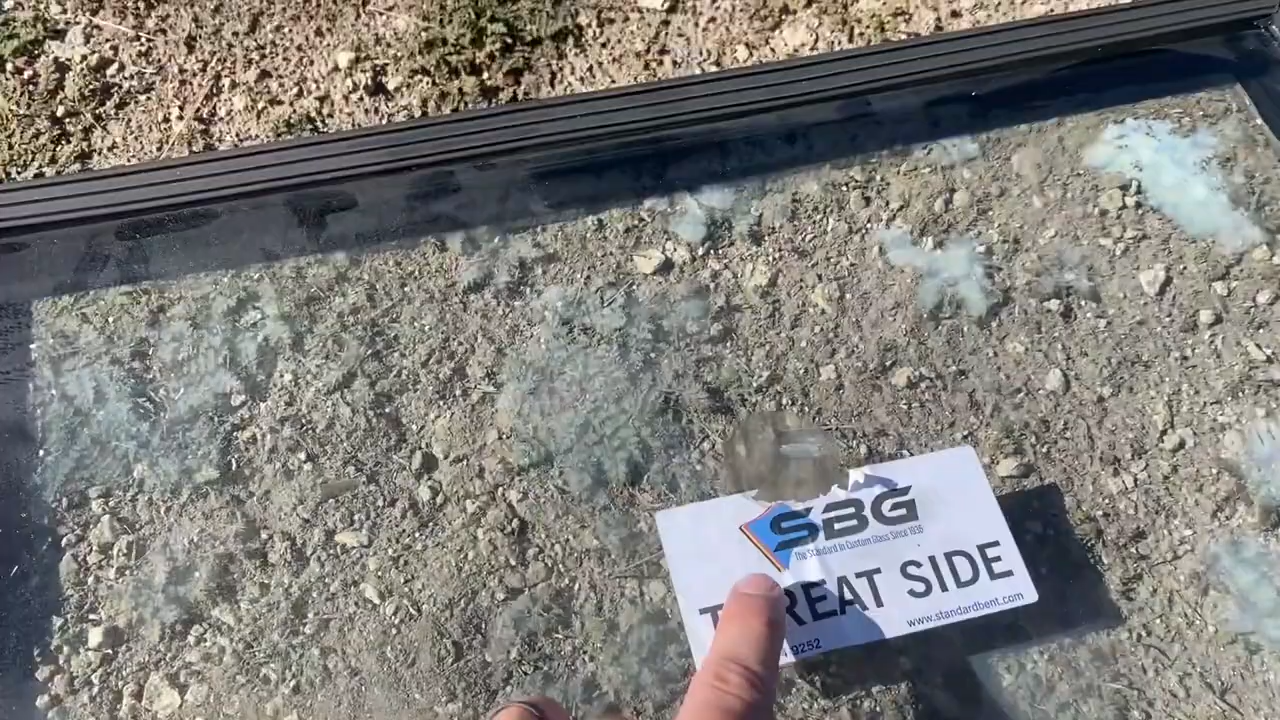 SBG
The Standard In Custom Glass Since 1936
REAT SIDE
www.standardbent.com
9252